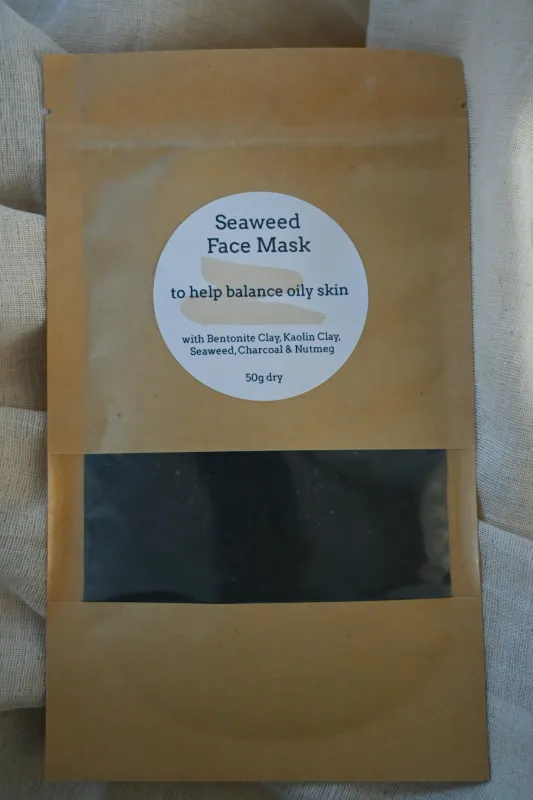 Seaweed
Face Mask
to help balance oily skin
with Bentonite Clay, Kaolin Clay,
Seaweed, Charcoal & Nutmeg
50g dry